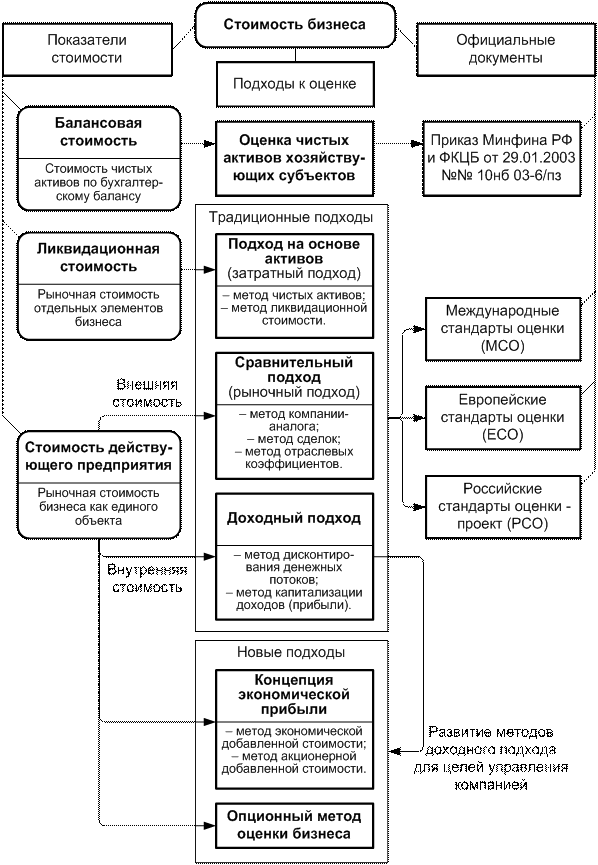 Стоимость бизнеса
Показатели
стоимости
Официальные
документы
Подходы к оценке
Балансовая
стоимость
Стоимость чистых
активов по бухгалтер-
скому балансу
Оценка чистых
активов хозяйству-
ющих субъектов
Приказ Минфина РФ
и ФКЦБ от 29.01.2003
№№ 10нб 03-6/пз
Традиционные подходы
Ликвидационная
стоимость
Рыночная стоимость
отдельных элементов
бизнеса
Подход на основе
активов
(затратный подход)
– метод чистых активов;
– метод ликвидационной
стоимости.
Международные
стандарты оценки
(МСО)
Внешняя
стоимость
Сравнительный
подход
(рыночный подход)
– метод компании-
аналога;
– метод сделок;
– метод отраслевых
коэффициентов.
Европейские
стандарты оценки
(ЕСО)
Стоимость действу-
ющего предприятия
Рыночная стоимость
бизнеса как единого
объекта
Российские
стандарты оценки -
проект (РСО)
Внутренняя
стоимость
Доходный подход
– метод дисконтиро-
вания денежных
потоков;
– метод капитализации
доходов (прибыли).
Новые подходы
Концепция
экономической
прибыли
– метод экономической
добавленной стоимости;
– метод акционерной
добавленной стоимости.
Развитие методов
доходного подхода
для целей управления
компанией
Опционный метод
оценки бизнеса